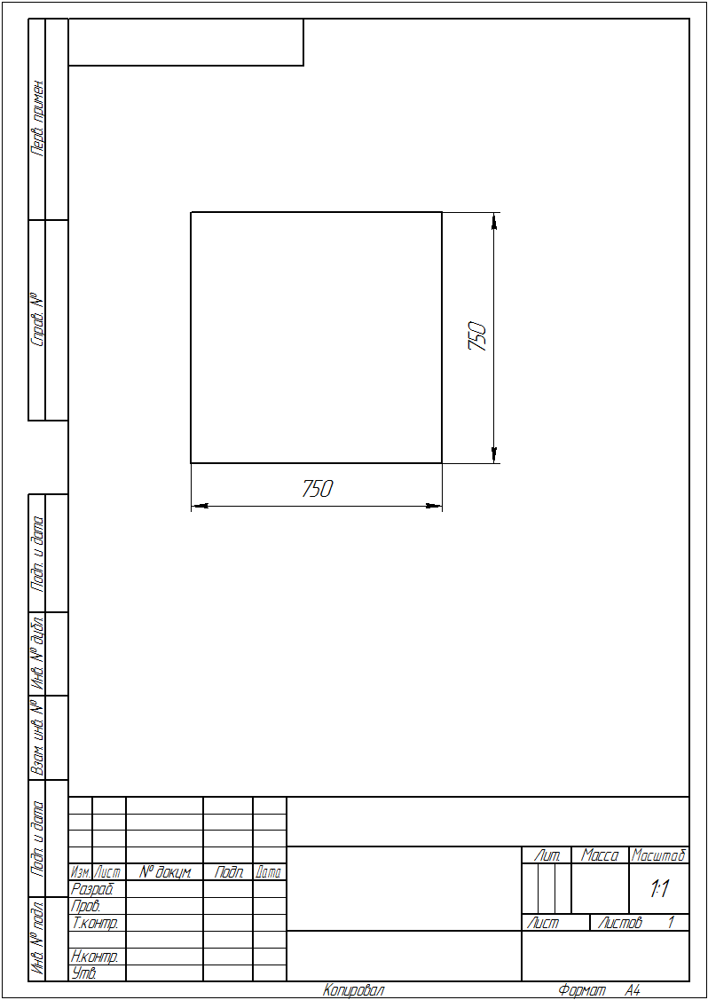 Перв. примен.
Справ. №
750
750
Подп. и дата
Инв. № дубл.
Взам. инв. №
Подп. и дата
Инв. № подл.
Изм. Лист № докум. Подп. Дата
Разраб.
Пров.
Т.контр.
Н.контр.
Утв.
Лит. Масса Масштаб
1:1
Лист Листов 1
Копировал Формат А4